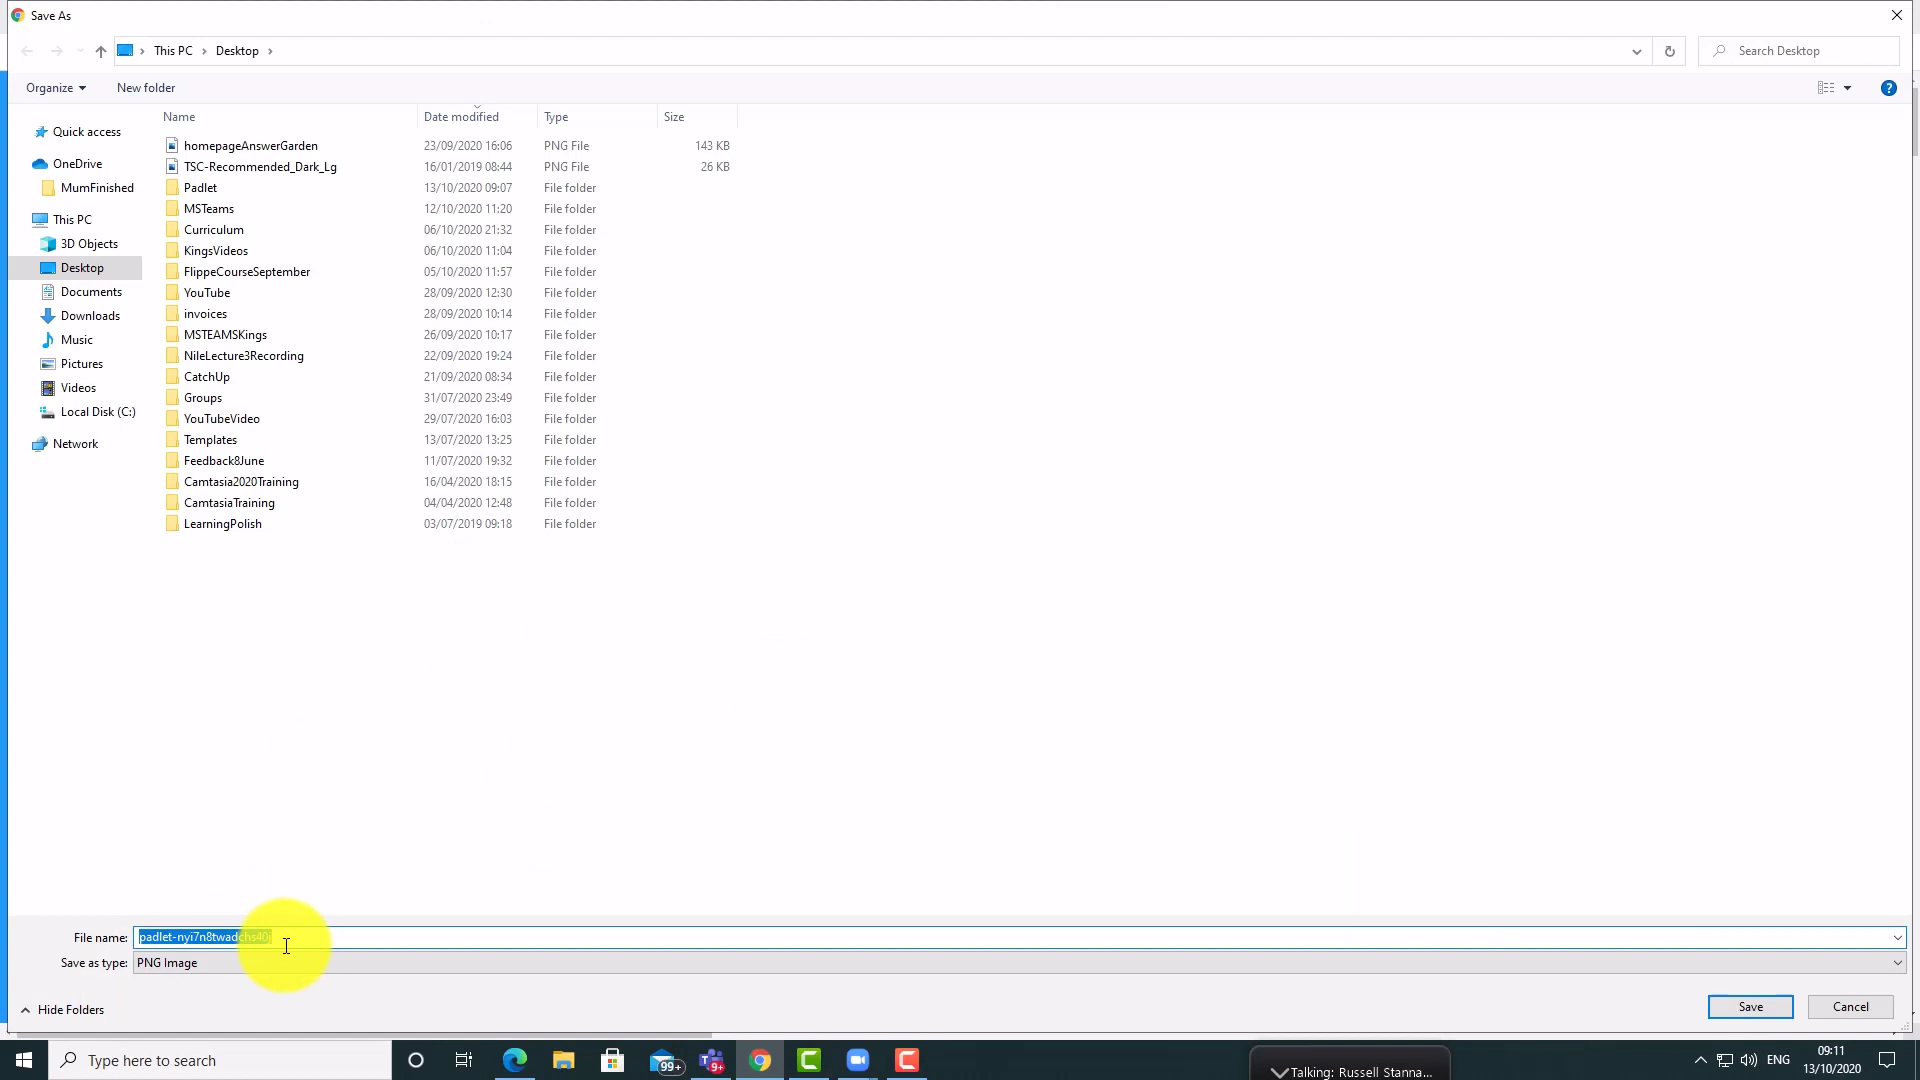 Save As
This PC > Desktop >
Search Desktop
Organize
New folder
Name
Date modified
Type
Size
Quick access
OneDrive
MumFinished
This PC
3D Objects
Desktop
Documents
Downloads
Music
Pictures
Videos
Local Disk (C:)
Network
homepageAnswerGarden 23/09/2020 16:06 PNG File 143 KB
TSC-Recommended_Dark_Lg 16/01/2019 08:44 PNG File 26 KB
Padlet 13/10/2020 09:07 File folder
MSTeams 12/10/2020 11:20 File folder
Curriculum 06/10/2020 21:32 File folder
KingsVideos 06/10/2020 11:04 File folder
FlippeCourseSeptember 05/10/2020 11:57 File folder
YouTube 28/09/2020 12:30 File folder
invoices 28/09/2020 10:14 File folder
MSTEAMSKings 26/09/2020 10:17 File folder
NileLecture3Recording 22/09/2020 19:24 File folder
CatchUp 21/09/2020 08:34 File folder
Groups 31/07/2020 23:49 File folder
YouTubeVideo 29/07/2020 16:03 File folder
Templates 13/07/2020 13:25 File folder
Feedback8June 11/07/2020 19:32 File folder
Camtasia2020Training 16/04/2020 18:15 File folder
CamtasiaTraining 04/04/2020 12:48 File folder
LearningPolish 03/07/2019 09:18 File folder
File name: padlet-nyi7n8twadchs40j
Save as type: PNG Image
Hide Folders
Save
Cancel
Type here to search
99+
9+
Talking: Russell Stanna...
ENG
09:11
13/10/2020